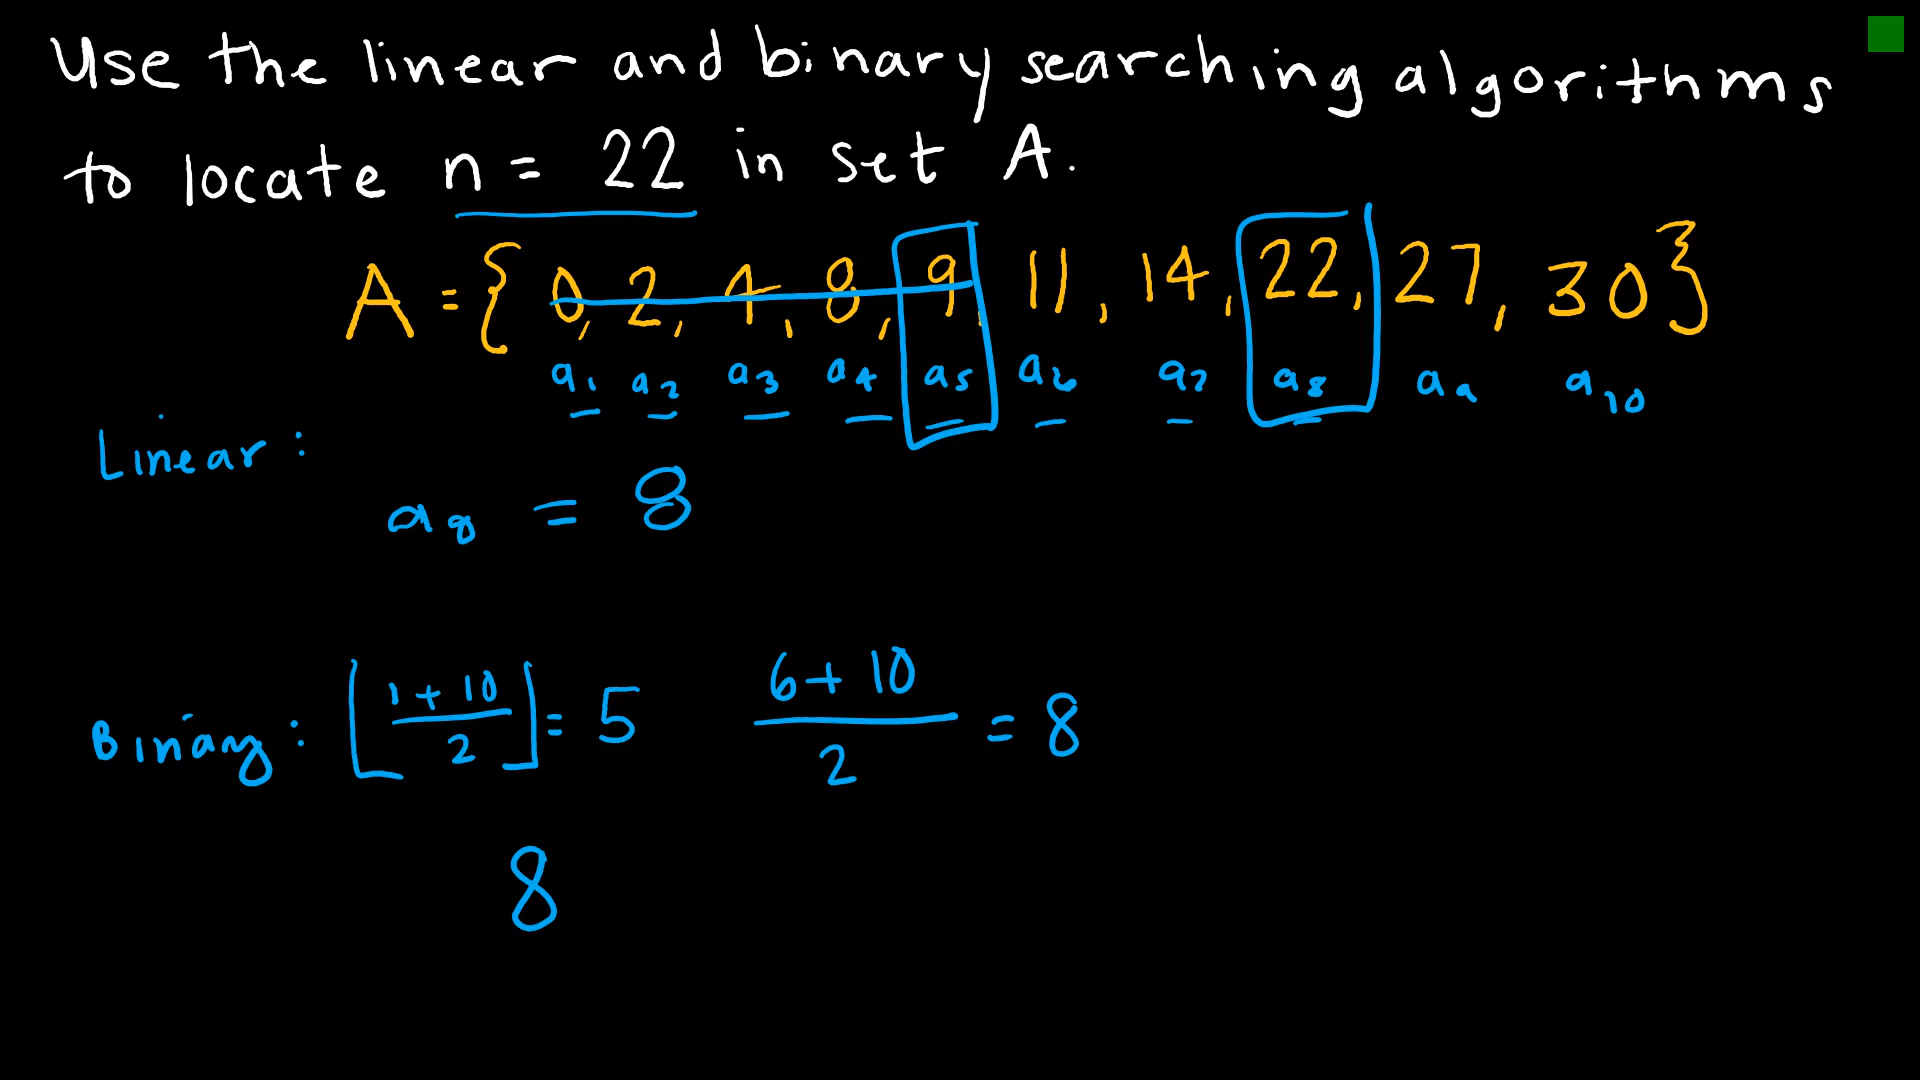 Use the linear and binary searching algorithms
to locate n = 22 in set A.
A = { 0, 2, 4, 8, 9, 11, 14, 22, 27, 30 }
a₁ a₂ a₃ a₄ a₅ a₆ a₇ a₈ a₉ a₁₀
Linear:
a₈ = 8
Binary: ⌊(1+10)/2⌋ = 5 (6+10)/2 = 8
8